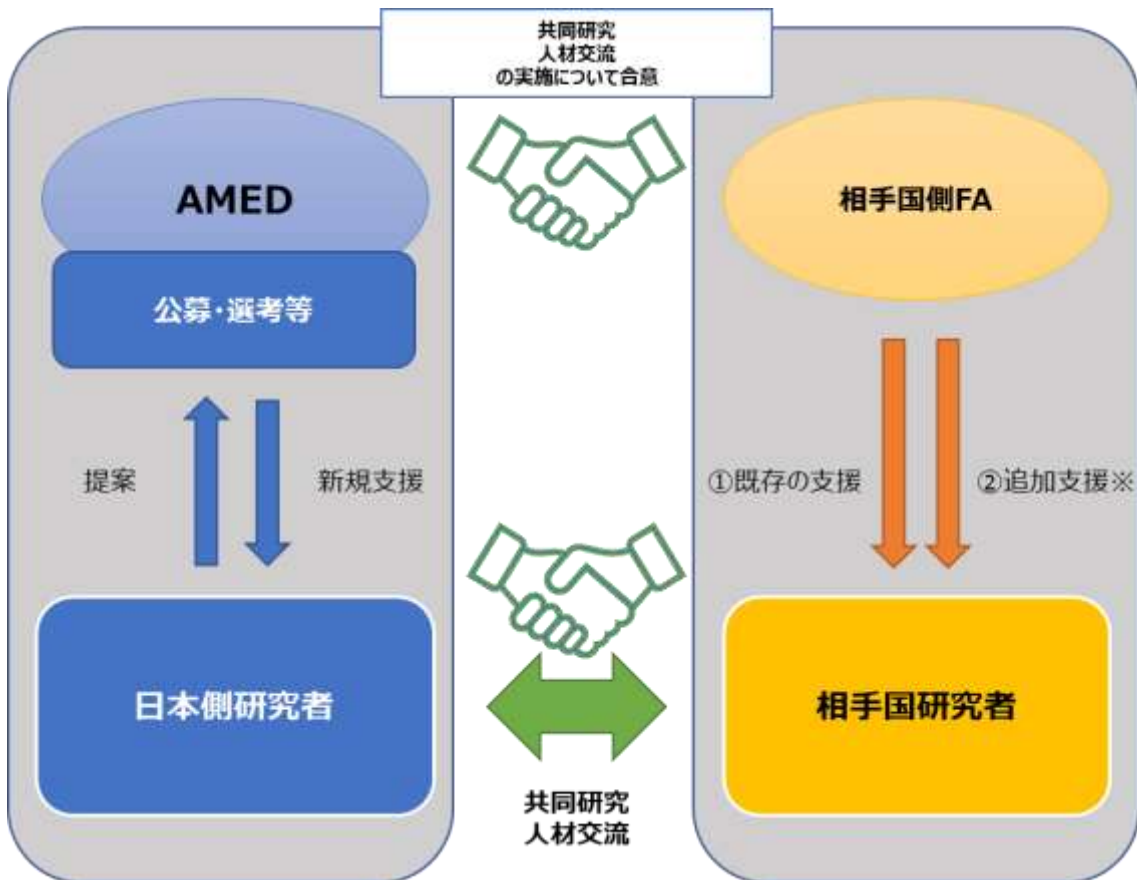 共同研究
人材交流
の実施について合意
AMED
相手国側FA
公募・選考等
提案
新規支援
①既存の支援
②追加支援※
日本側研究者
相手国研究者
共同研究
人材交流